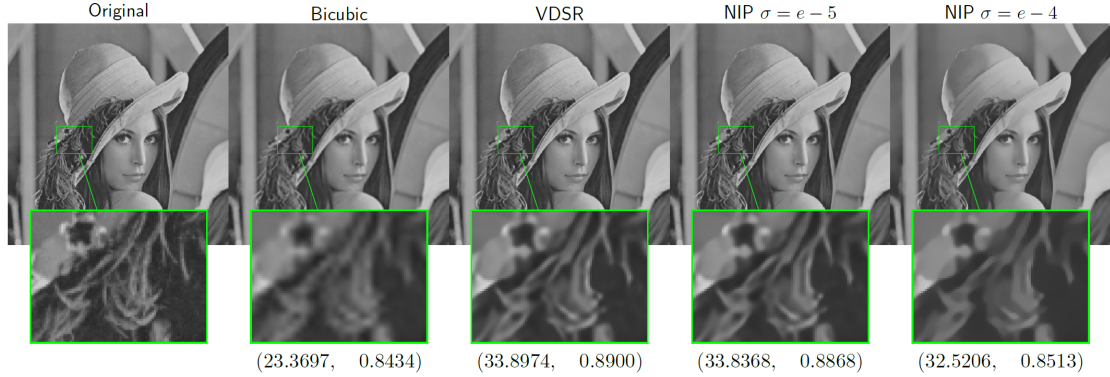 Original
Bicubic
VDSR
NIP σ = e − 5
NIP σ = e − 4
(23.3697, 0.8434)
(33.8974, 0.8900)
(33.8368, 0.8868)
(32.5206, 0.8513)